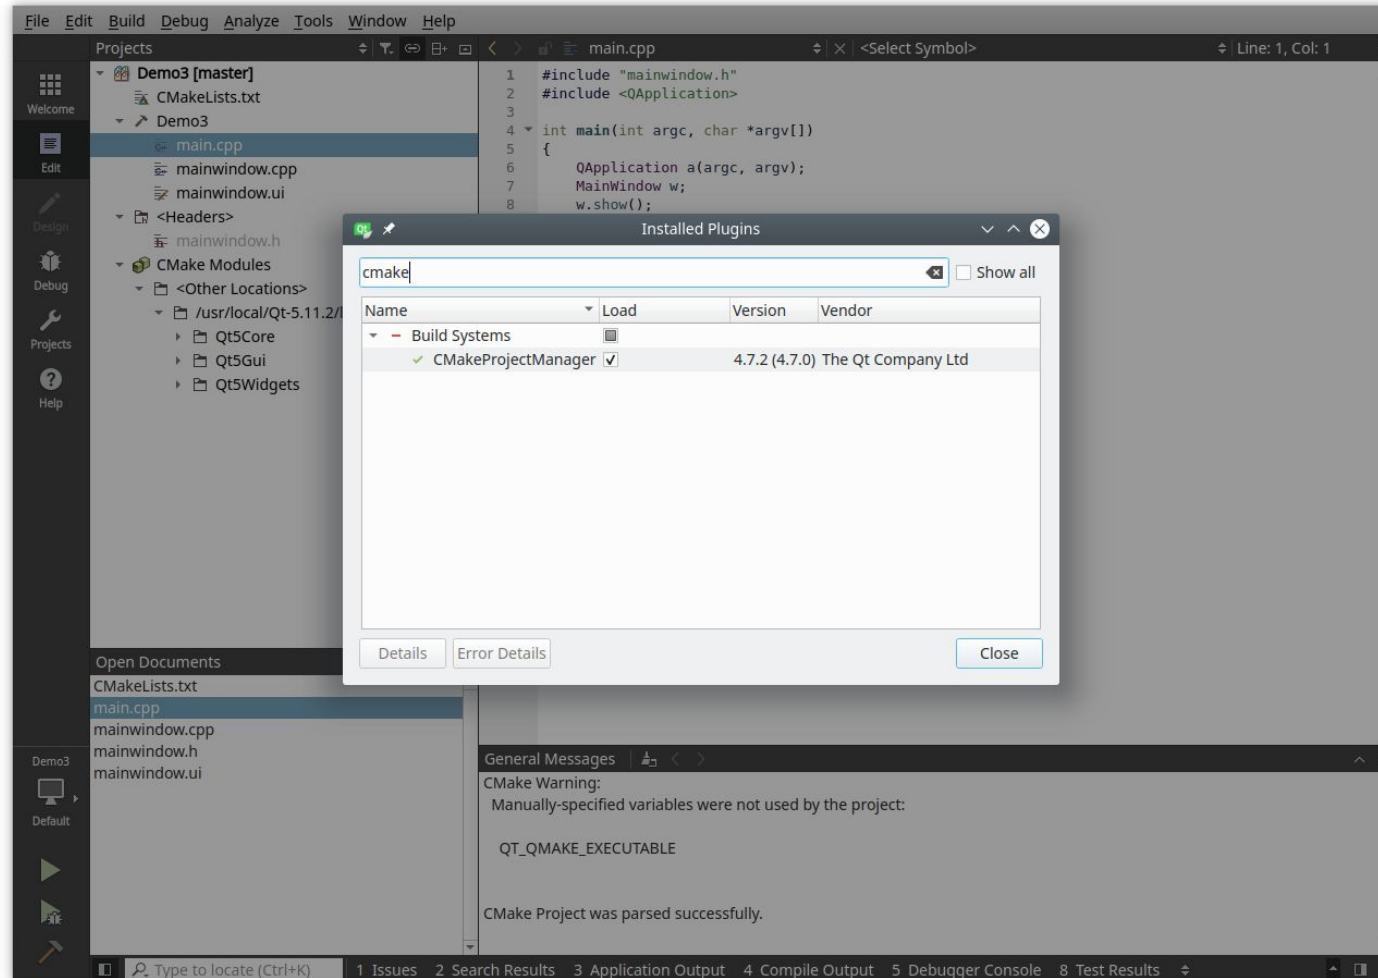 File Edit Build Debug Analyze Tools Window Help
Projects
main.cpp
<Select Symbol>
Line: 1, Col: 1
Welcome
Edit
Design
Debug
Projects
Help
Demo3 [master]
CMakeLists.txt
Demo3
main.cpp
mainwindow.cpp
mainwindow.ui
<Headers>
mainwindow.h
CMake Modules
<Other Locations>
/usr/local/Qt-5.11.2/
Qt5Core
Qt5Gui
Qt5Widgets
1 #include "mainwindow.h"
2 #include <QApplication>
3
4 int main(int argc, char *argv[])
5 {
6 QApplication a(argc, argv);
7 MainWindow w;
8 w.show();
Installed Plugins
cmake
Show all
Name Load Version Vendor
Build Systems
CMakeProjectManager 4.7.2 (4.7.0) The Qt Company Ltd
Details Error Details Close
Open Documents
CMakeLists.txt
main.cpp
mainwindow.cpp
mainwindow.h
mainwindow.ui
Demo3
Default
General Messages
CMake Warning:
Manually-specified variables were not used by the project:
QT_QMAKE_EXECUTABLE
CMake Project was parsed successfully.
Type to locate (Ctrl+K) 1 Issues 2 Search Results 3 Application Output 4 Compile Output 5 Debugger Console 8 Test Results